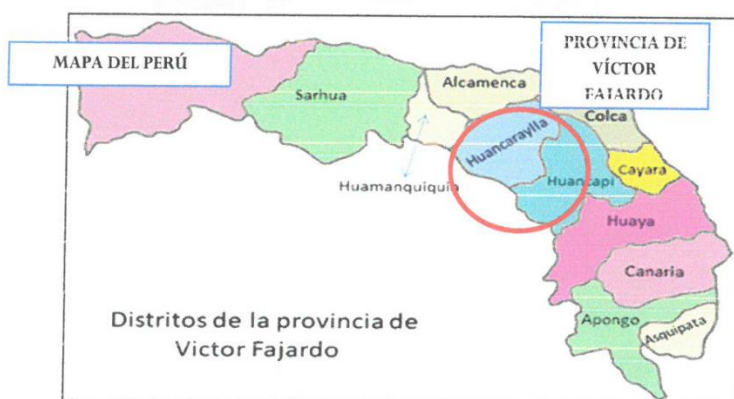 MAPA DEL PERÚ
PROVINCIA DE
VÍCTOR
FAJARDO
Sarhua
Alcamenca
Colca
Huancaraylla
Huamanquiquia
Huancapi
Cayara
Huaya
Canaria
Apongo
Asquipata
Distritos de la provincia de
Victor Fajardo